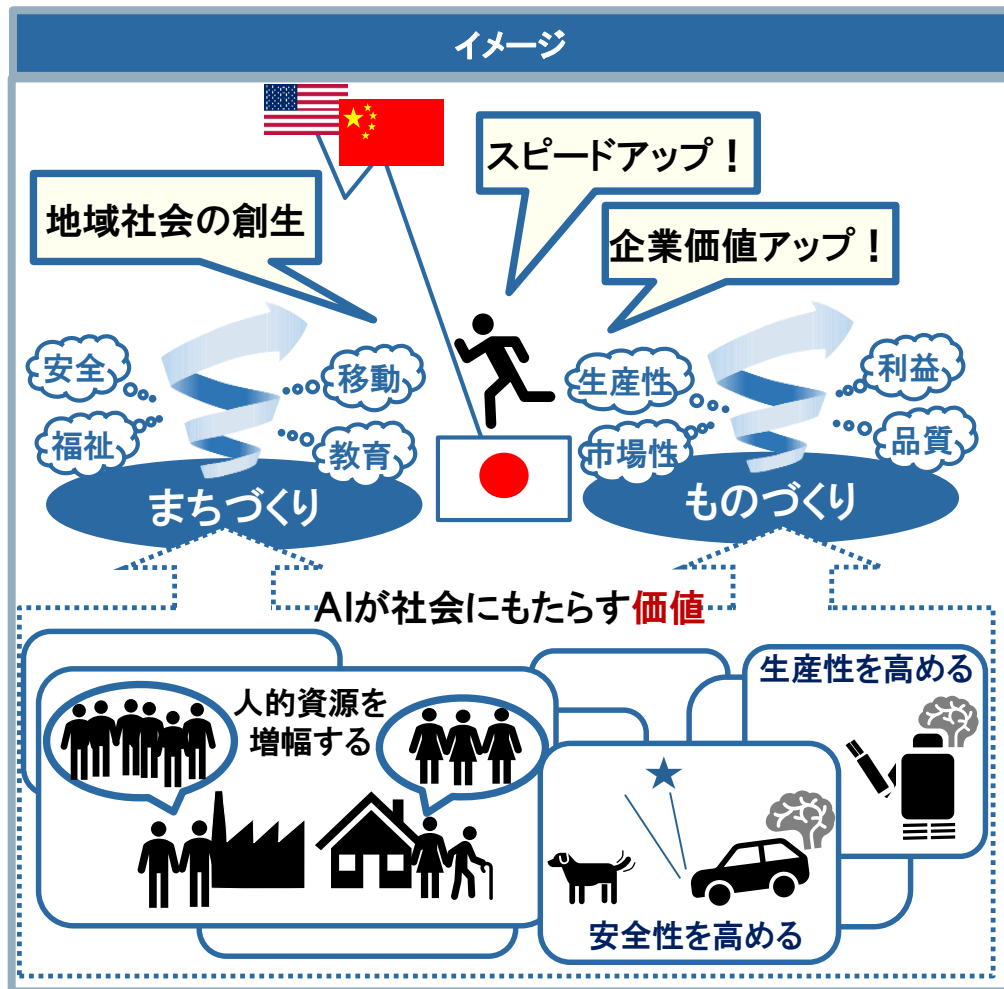 イメージ
スピードアップ！
地域社会の創生
企業価値アップ！
安全
移動
福祉
教育
まちづくり
生産性
利益
市場性
品質
ものづくり
AIが社会にもたらす価値
人的資源を
増幅する
生産性を高める
安全性を高める